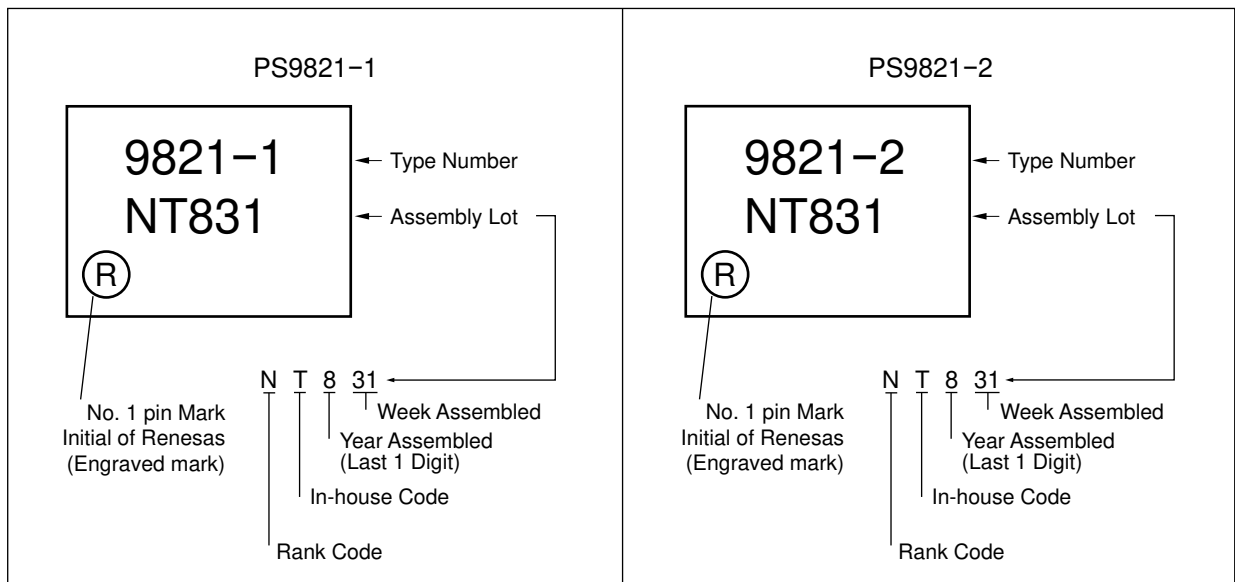 PS9821−1
9821−1
Type Number
NT831
Assembly Lot
R
N T 8 31
No. 1 pin Mark
Initial of Renesas
(Engraved mark)
Week Assembled
Year Assembled
(Last 1 Digit)
In-house Code
Rank Code
PS9821−2
9821−2
Type Number
NT831
Assembly Lot
R
N T 8 31
No. 1 pin Mark
Initial of Renesas
(Engraved mark)
Week Assembled
Year Assembled
(Last 1 Digit)
In-house Code
Rank Code